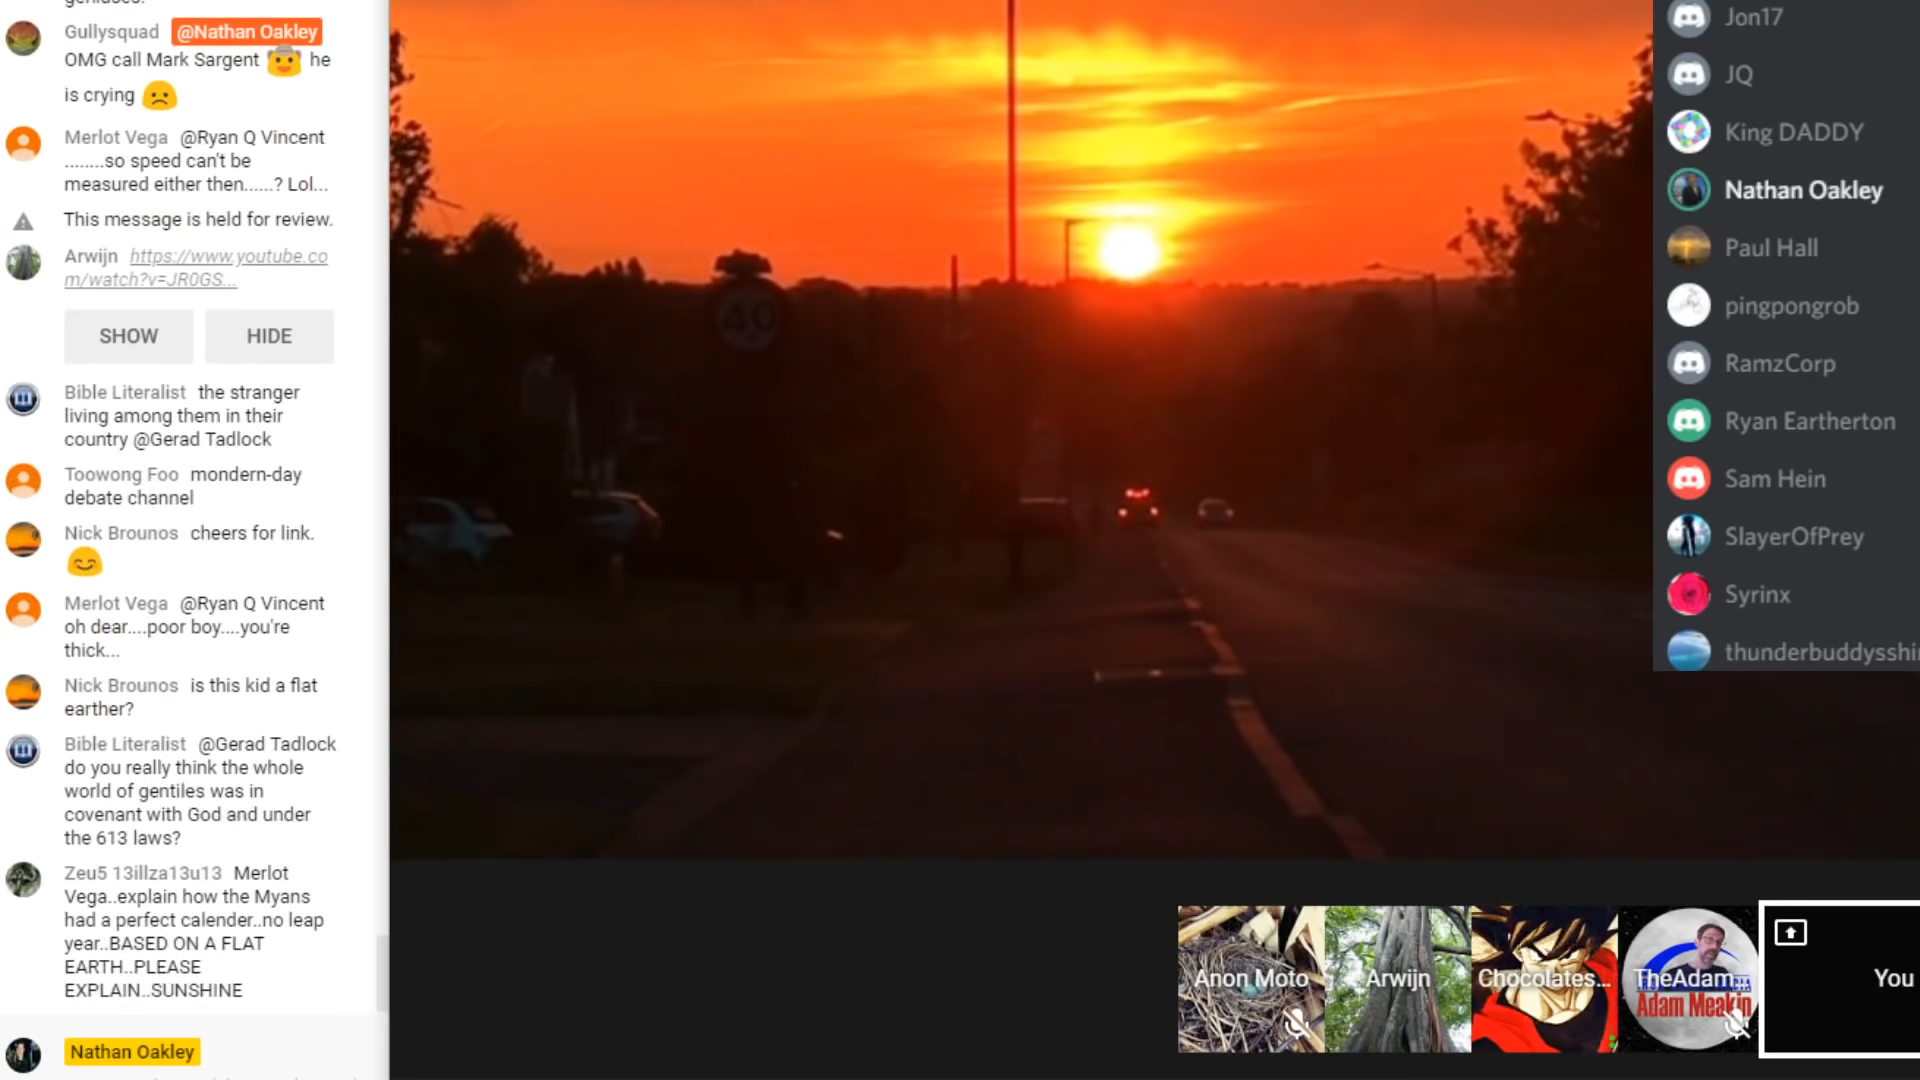 Gullysquad @Nathan Oakley
OMG call Mark Sargent he
is crying
Merlot Vega @Ryan Q Vincent
........so speed can't be
measured either then......? Lol...
This message is held for review.
Arwijn https://www.youtube.co
m/watch?v=JR0GS...
SHOW HIDE
Bible Literalist the stranger
living among them in their
country @Gerad Tadlock
Toowong Foo mondern-day
debate channel
Nick Brounos cheers for link.
Merlot Vega @Ryan Q Vincent
oh dear....poor boy....you're
thick...
Nick Brounos is this kid a flat
earther?
Bible Literalist @Gerad Tadlock
do you really think the whole
world of gentiles was in
covenant with God and under
the 613 laws?
Zeu5 13illza13u13 Merlot
Vega..explain how the Myans
had a perfect calender..no leap
year..BASED ON A FLAT
EARTH..PLEASE
EXPLAIN..SUNSHINE
Nathan Oakley
40
Jon17
JQ
King DADDY
Nathan Oakley
Paul Hall
pingpongrob
RamzCorp
Ryan Eartherton
Sam Hein
SlayerOfPrey
Syrinx
thunderbuddysshi
Anon Moto
Arwijn
Chocolates...
TheAdam...
Adam Meakin
You